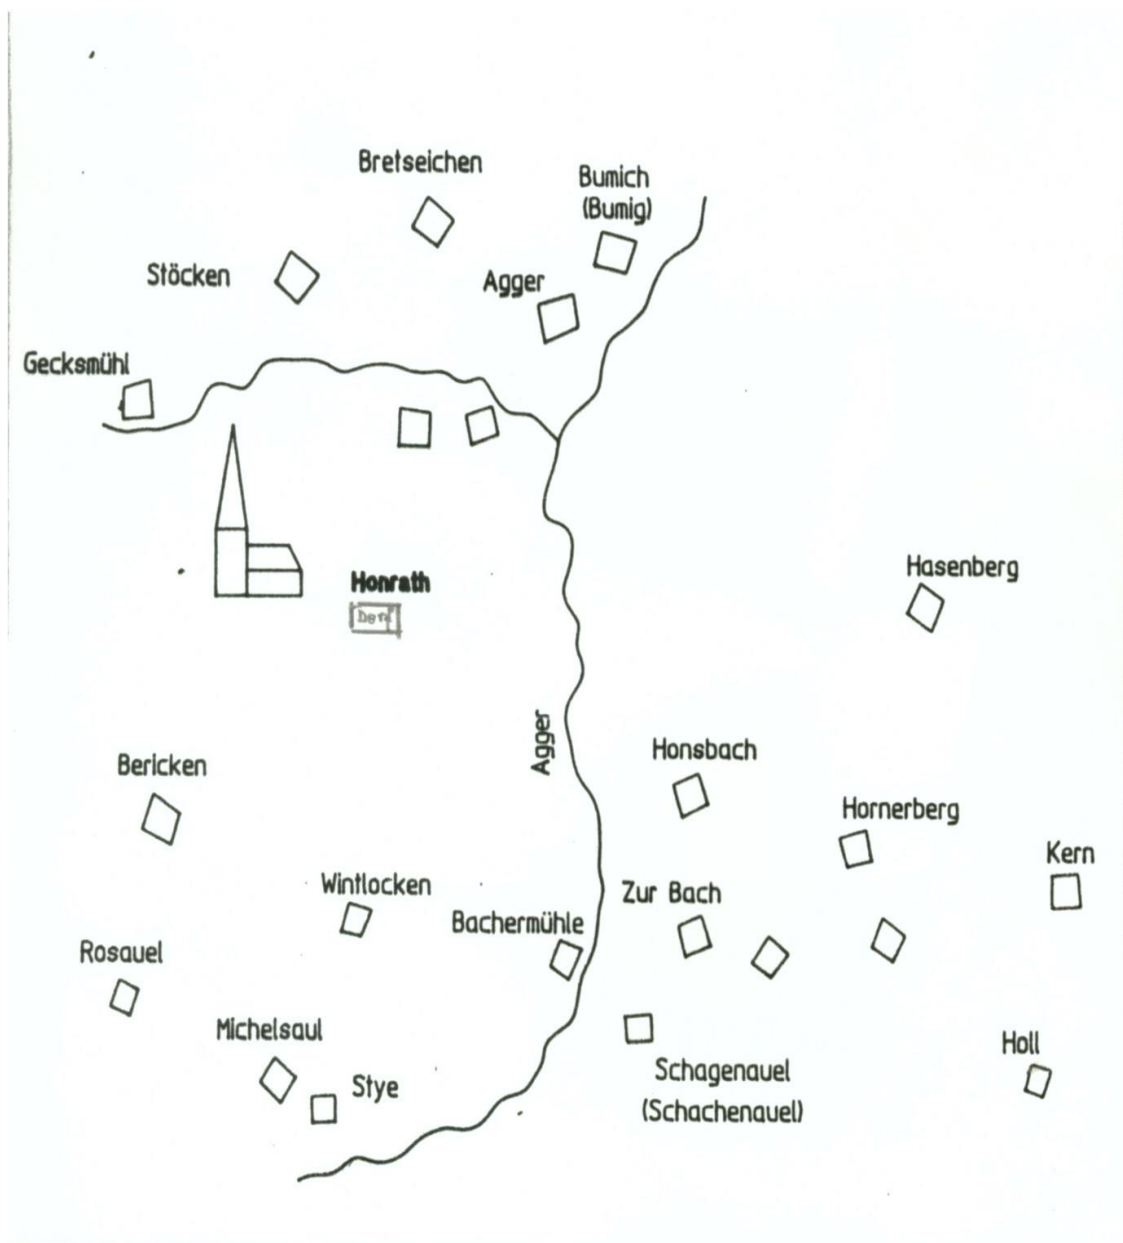 Bretseichen
Bumich
(Bumig)
Stöcken
Agger
Gecksmühl
Hasenberg
Honrath
Dorf
Agger
Honsbach
Bericken
Hornerberg
Kern
Wintlocken
Zur Bach
Bachermühle
Rosauel
Michelsaul
Holl
Schagenauel
Stye
(Schachenauel)